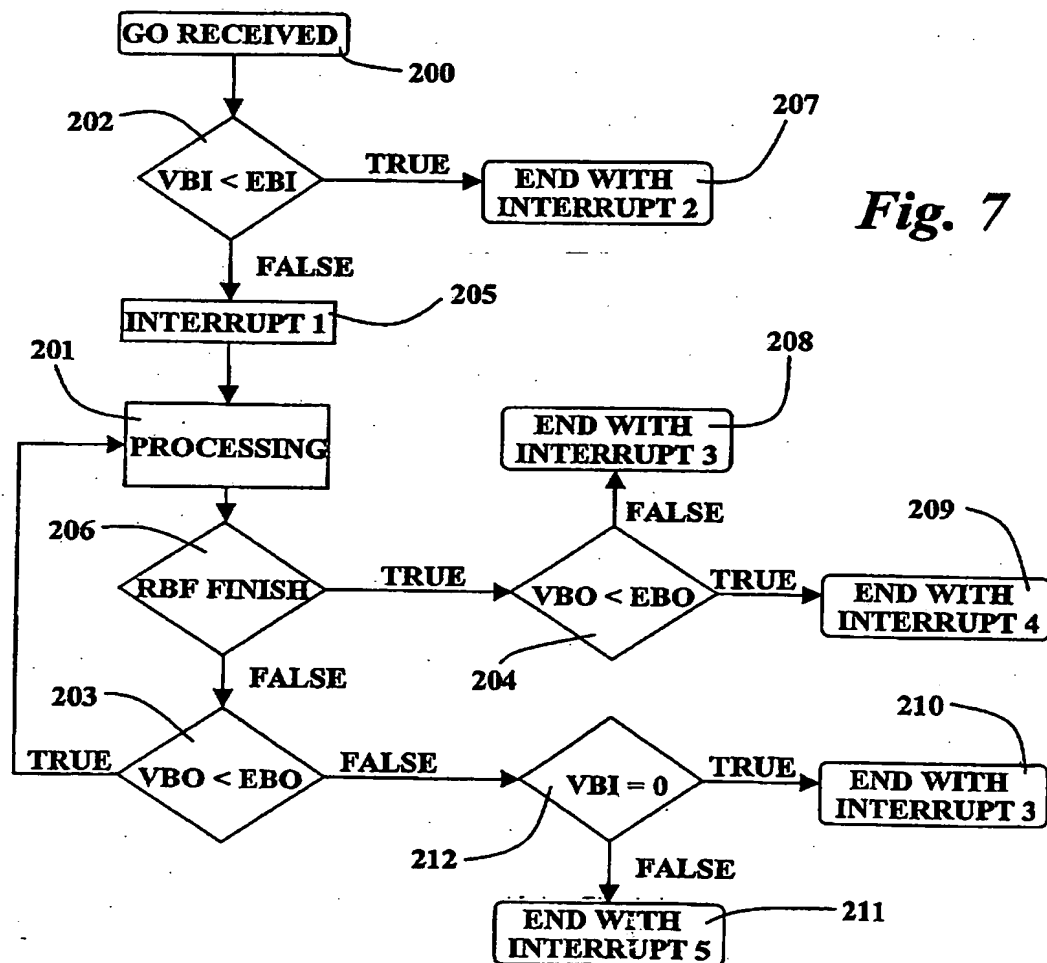 GO RECEIVED
200
202
VBI < EBI
TRUE
207
END WITH
INTERRUPT 2
Fig. 7
FALSE
INTERRUPT 1
205
201
PROCESSING
208
END WITH
INTERRUPT 3
FALSE
206
RBF FINISH
TRUE
VBO < EBO
204
TRUE
209
END WITH
INTERRUPT 4
FALSE
203
TRUE
VBO < EBO
FALSE
VBI = 0
212
TRUE
210
END WITH
INTERRUPT 3
FALSE
END WITH
INTERRUPT 5
211